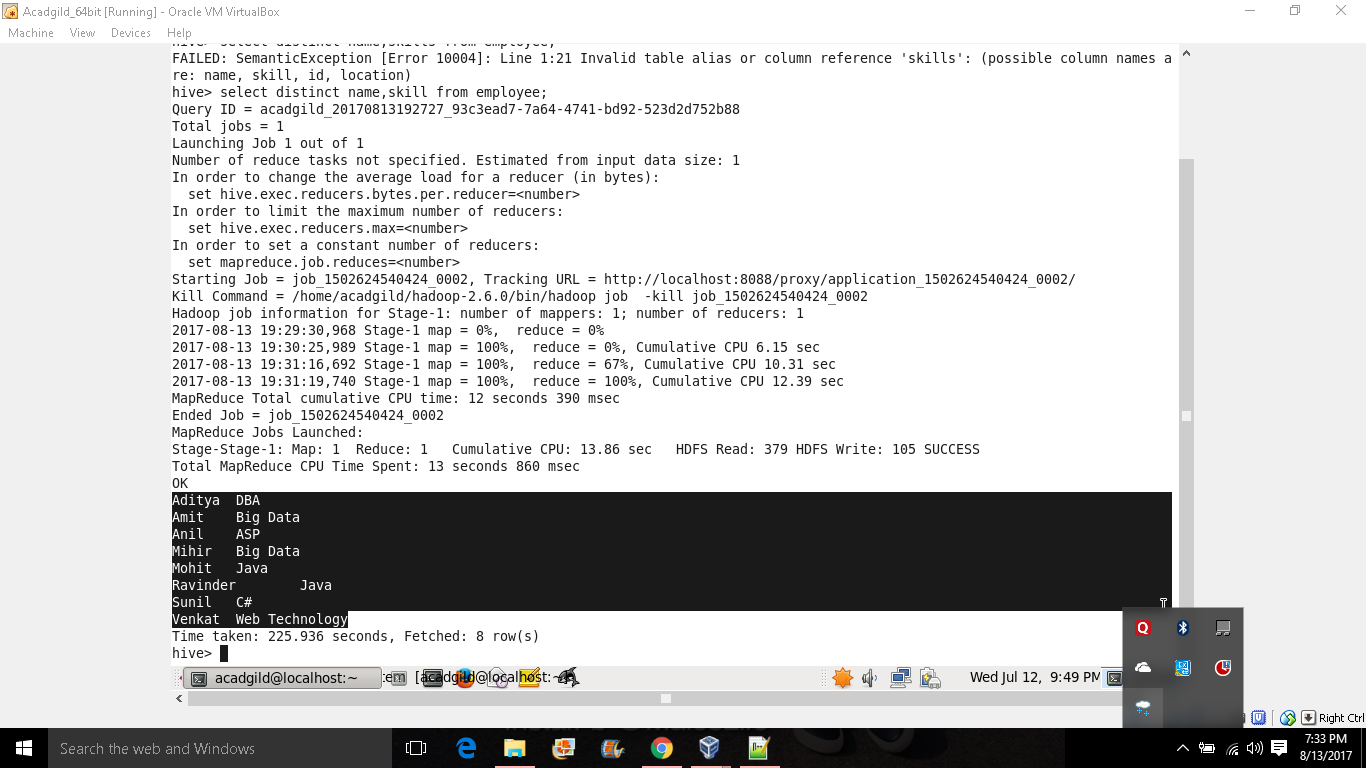 Acadgild_64bit [Running] - Oracle VM VirtualBox
Machine View Devices Help
hive> select distinct name,skills from employee;
FAILED: SemanticException [Error 10004]: Line 1:21 Invalid table alias or column reference 'skills': (possible column names a
re: name, skill, id, location)
hive> select distinct name,skill from employee;
Query ID = acadgild_20170813192727_93c3ead7-7a64-4741-bd92-523d2d752b88
Total jobs = 1
Launching Job 1 out of 1
Number of reduce tasks not specified. Estimated from input data size: 1
In order to change the average load for a reducer (in bytes):
  set hive.exec.reducers.bytes.per.reducer=<number>
In order to limit the maximum number of reducers:
  set hive.exec.reducers.max=<number>
In order to set a constant number of reducers:
  set mapreduce.job.reduces=<number>
Starting Job = job_1502624540424_0002, Tracking URL = http://localhost:8088/proxy/application_1502624540424_0002/
Kill Command = /home/acadgild/hadoop-2.6.0/bin/hadoop job  -kill job_1502624540424_0002
Hadoop job information for Stage-1: number of mappers: 1; number of reducers: 1
2017-08-13 19:29:30,968 Stage-1 map = 0%,  reduce = 0%
2017-08-13 19:30:25,989 Stage-1 map = 100%,  reduce = 0%, Cumulative CPU 6.15 sec
2017-08-13 19:31:16,692 Stage-1 map = 100%,  reduce = 67%, Cumulative CPU 10.31 sec
2017-08-13 19:31:19,740 Stage-1 map = 100%,  reduce = 100%, Cumulative CPU 12.39 sec
MapReduce Total cumulative CPU time: 12 seconds 390 msec
Ended Job = job_1502624540424_0002
MapReduce Jobs Launched:
Stage-Stage-1: Map: 1  Reduce: 1   Cumulative CPU: 13.86 sec   HDFS Read: 379 HDFS Write: 105 SUCCESS
Total MapReduce CPU Time Spent: 13 seconds 860 msec
OK
Aditya  DBA
Amit    Big Data
Anil    ASP
Mihir   Big Data
Mohit   Java
Ravinder        Java
Sunil   C#
Venkat  Web Technology
Time taken: 225.936 seconds, Fetched: 8 row(s)
hive>
acadgild@localhost:~ :em [acadgild@localhost:~ Wed Jul 12, 9:49 PM
Right Ctrl
Search the web and Windows 7:33 PM
8/13/2017